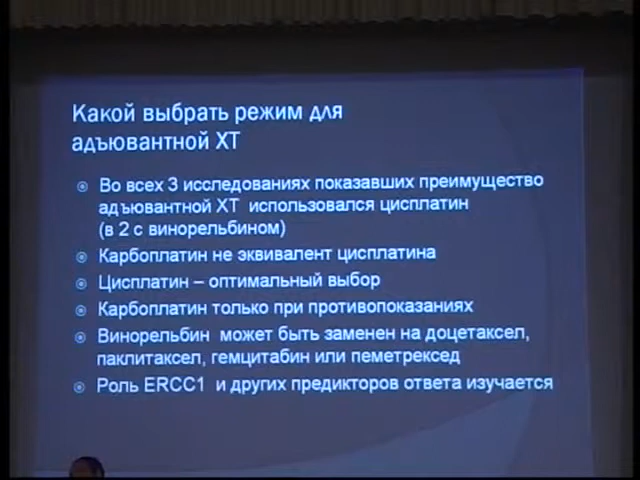 Какой выбрать режим для
адъювантной ХТ
Во всех 3 исследованиях показавших преимущество
адъювантной ХТ использовался цисплатин
(в 2 с винорельбином)
Карбоплатин не эквивалент цисплатина
Цисплатин – оптимальный выбор
Карбоплатин только при противопоказаниях
Винорельбин может быть заменен на доцетаксел,
паклитаксел, гемцитабин или пеметрексед
Роль ERCC1 и других предикторов ответа изучается